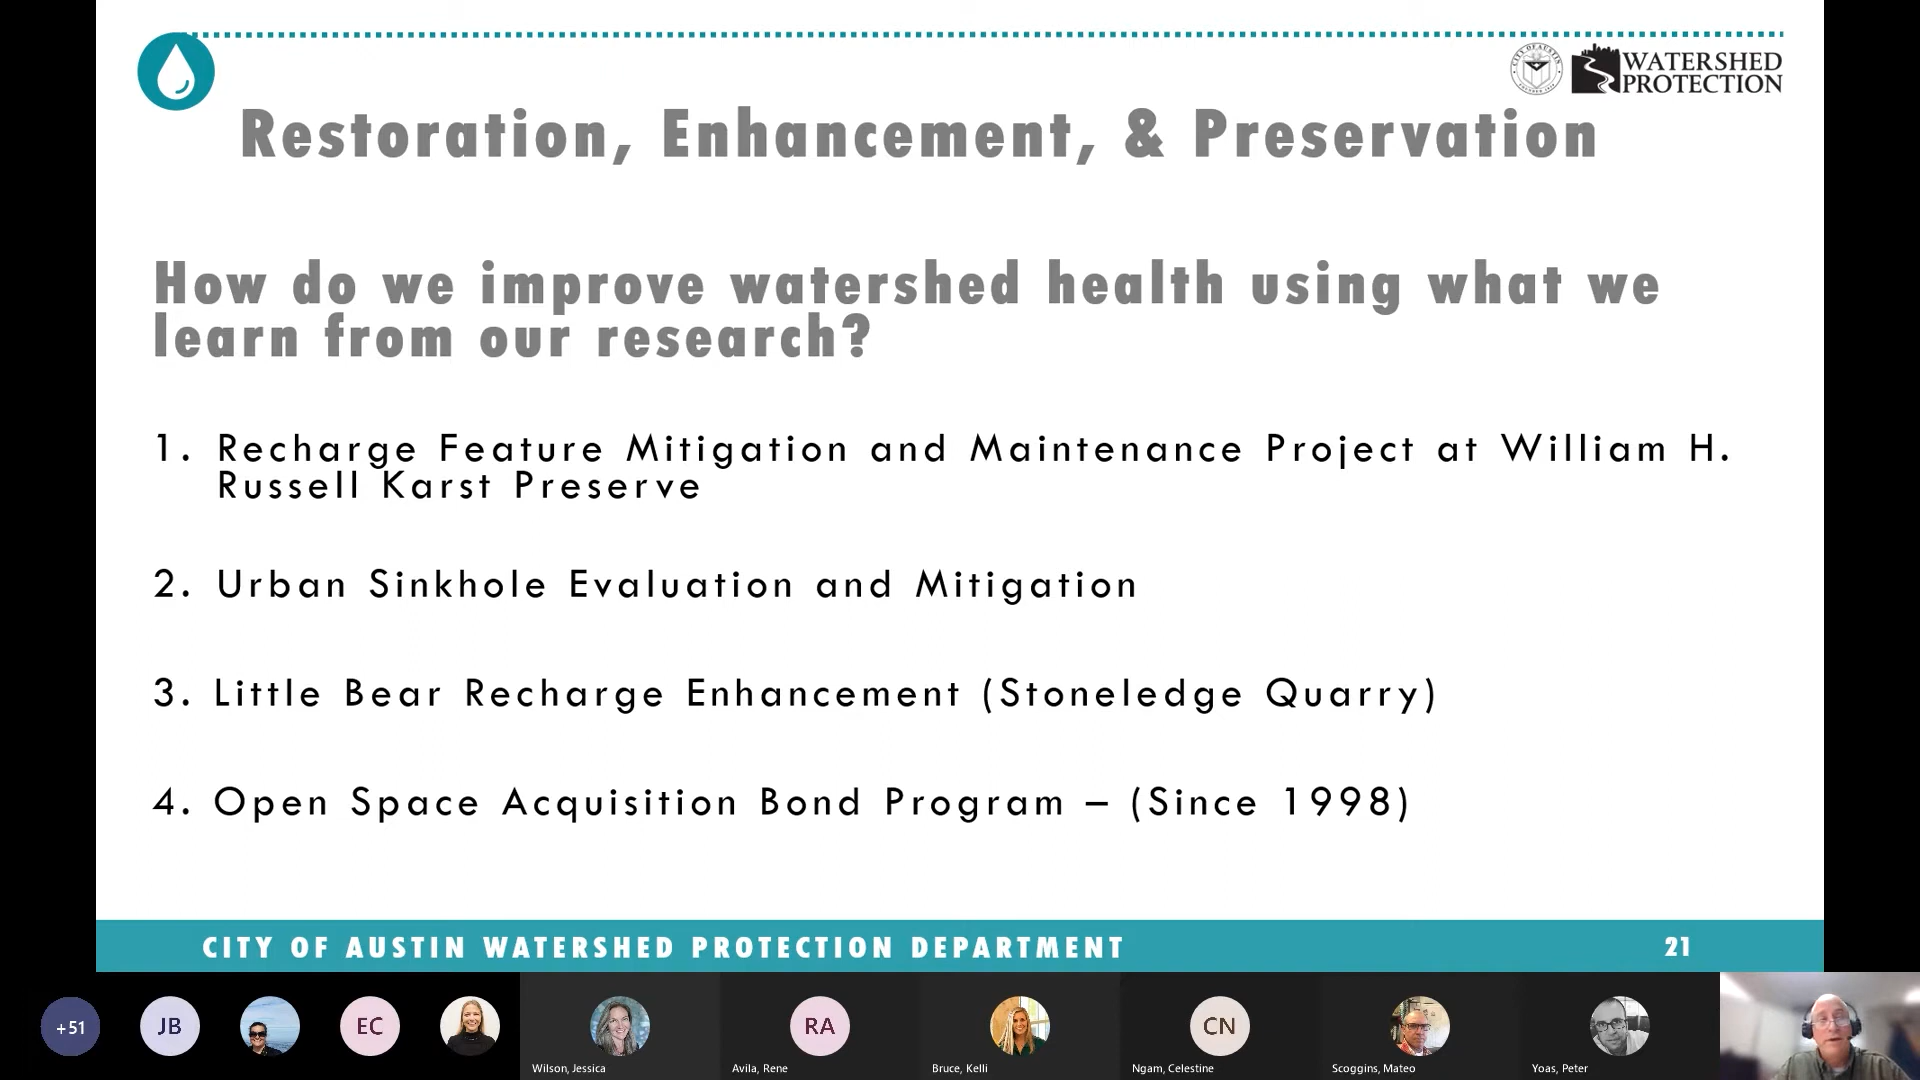 WATERSHED
PROTECTION
Restoration, Enhancement, & Preservation
How do we improve watershed health using what we
learn from our research?
1. Recharge Feature Mitigation and Maintenance Project at William H.
Russell Karst Preserve
2. Urban Sinkhole Evaluation and Mitigation
3. Little Bear Recharge Enhancement (Stoneledge Quarry)
4. Open Space Acquisition Bond Program – (Since 1998)
CITY OF AUSTIN WATERSHED PROTECTION DEPARTMENT 21
+51 JB EC RA CN
Wilson, Jessica Avila, Rene Bruce, Kelli Ngam, Celestine Scoggins, Mateo Yoas, Peter